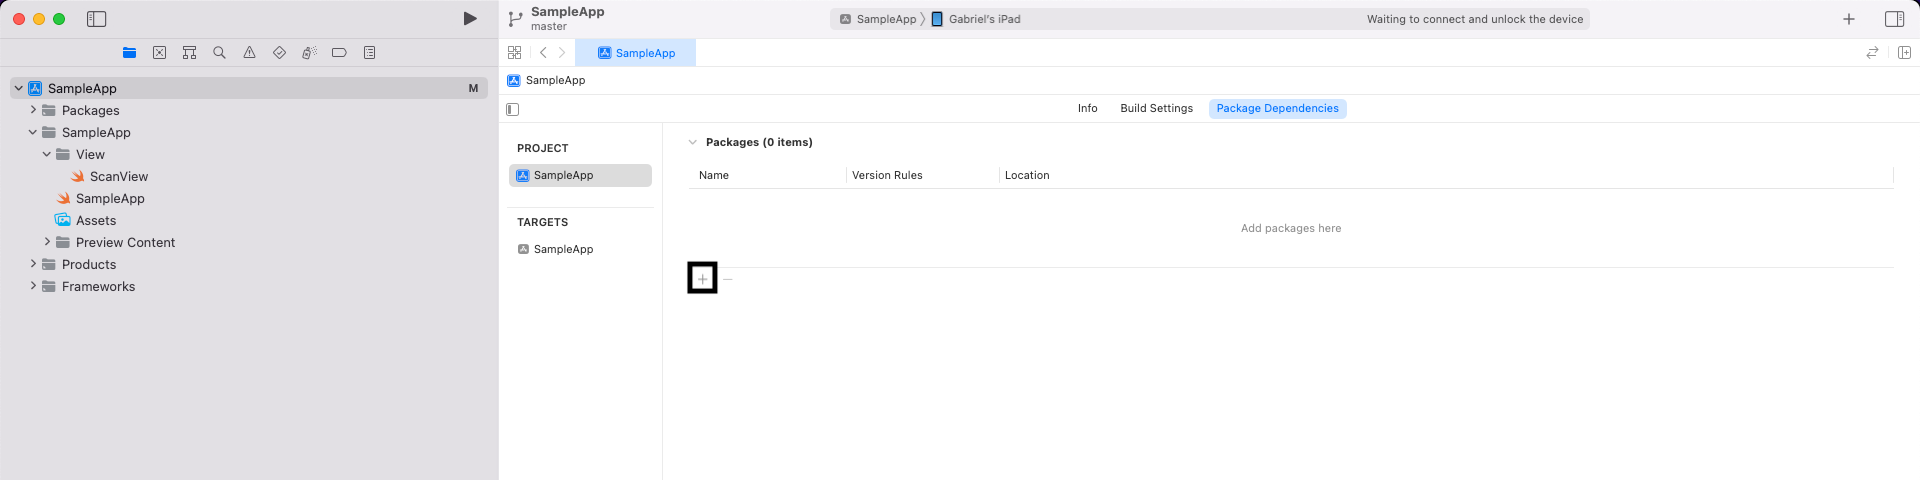 SampleApp
master
SampleApp
Gabriel's iPad
Waiting to connect and unlock the device
SampleApp
SampleApp
M
Packages
SampleApp
View
ScanView
SampleApp
Assets
Preview Content
Products
Frameworks
SampleApp
Info
Build Settings
Package Dependencies
PROJECT
SampleApp
TARGETS
SampleApp
Packages (0 items)
Name
Version Rules
Location
Add packages here